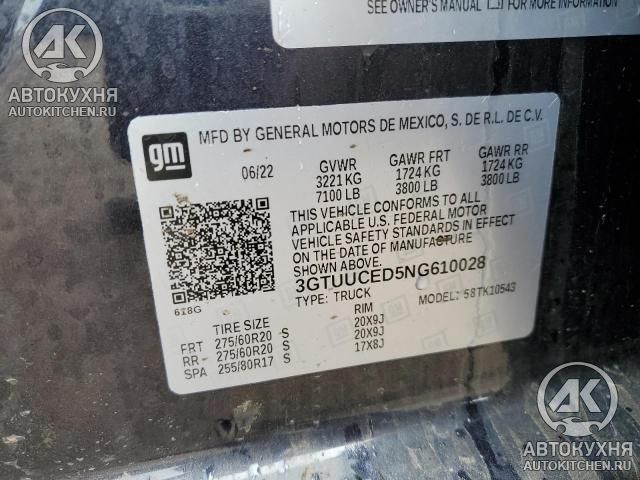 SEE OWNER'S MANUAL FOR MORE INFORMATION
АК
АВТОКУХНЯ
AUTOKITCHEN.RU
gm
MFD BY GENERAL MOTORS DE MEXICO, S. DE R.L. DE C.V.
06/22 GVWR GAWR FRT GAWR RR
3221 KG 1724 KG 1724 KG
7100 LB 3800 LB 3800 LB
THIS VEHICLE CONFORMS TO ALL
APPLICABLE U.S. FEDERAL MOTOR
VEHICLE SAFETY STANDARDS IN EFFECT
ON THE DATE OF MANUFACTURE
SHOWN ABOVE.
3GTUUCED5NG610028
TYPE: TRUCK MODEL: 58TK10543
618G
TIRE SIZE RIM
FRT 275/60R20 S 20X9J
RR- 275/60R20 S 20X9J
SPA 255/80R17 S 17X8J
АК
АВТОКУХНЯ
AUTOKITCHEN.RU